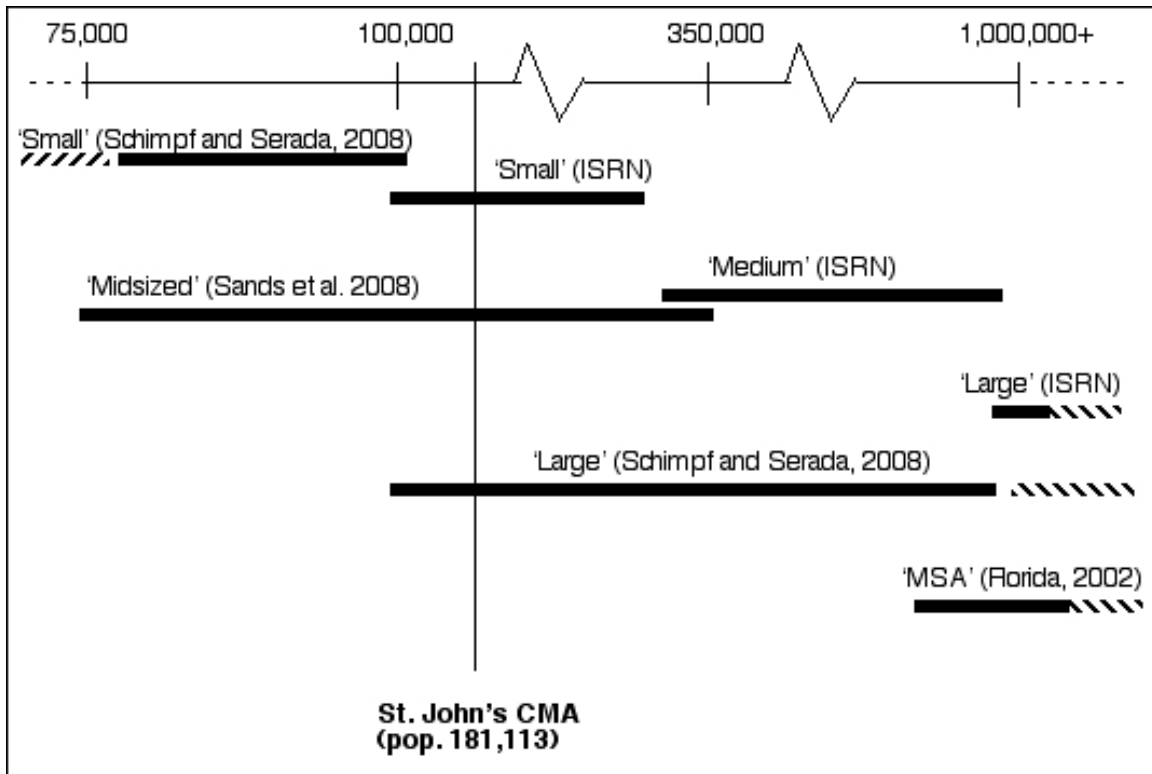 75,000 100,000 350,000 1,000,000+
‘Small’ (Schimpf and Serada, 2008)
‘Small’ (ISRN)
‘Medium’ (ISRN)
‘Midsized’ (Sands et al. 2008)
‘Large’ (ISRN)
‘Large’ (Schimpf and Serada, 2008)
‘MSA’ (Florida, 2002)
St. John’s CMA
(pop. 181,113)